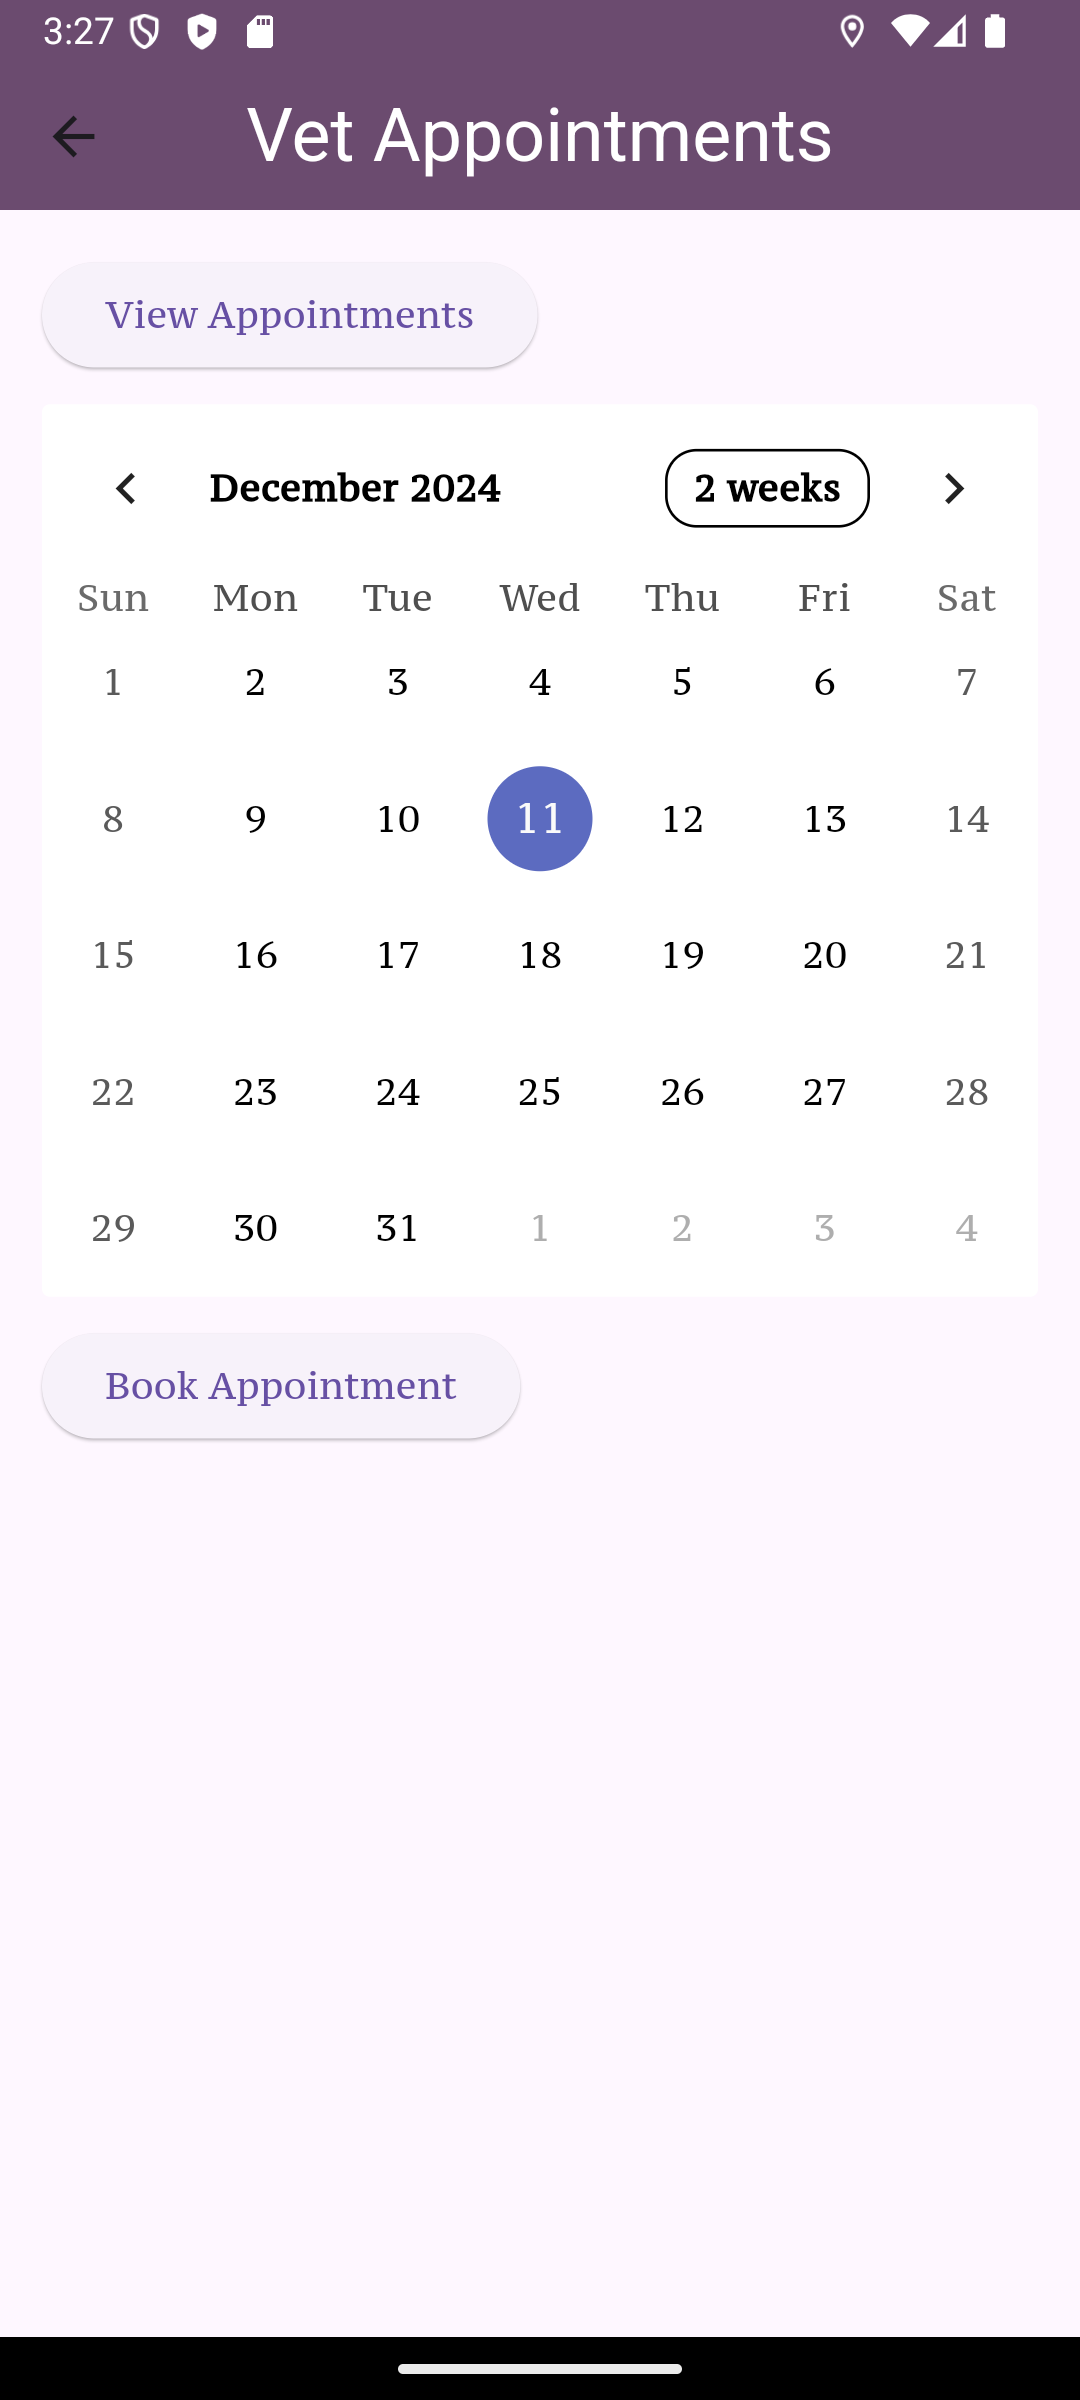 3:27
Vet Appointments
View Appointments
December 2024 2 weeks
Sun Mon Tue Wed Thu Fri Sat
1 2 3 4 5 6 7
8 9 10 11 12 13 14
15 16 17 18 19 20 21
22 23 24 25 26 27 28
29 30 31 1 2 3 4
Book Appointment